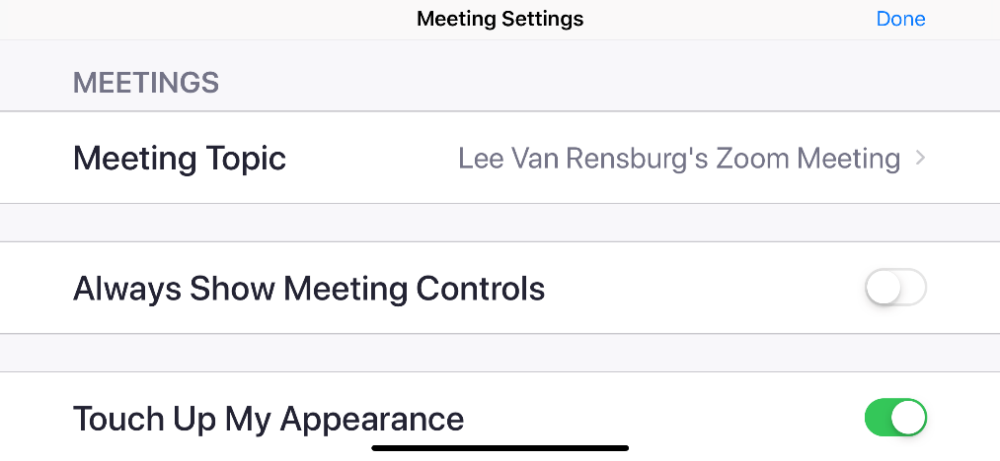 Meeting Settings
Done
MEETINGS
Meeting Topic
Lee Van Rensburg's Zoom Meeting
Always Show Meeting Controls
Touch Up My Appearance